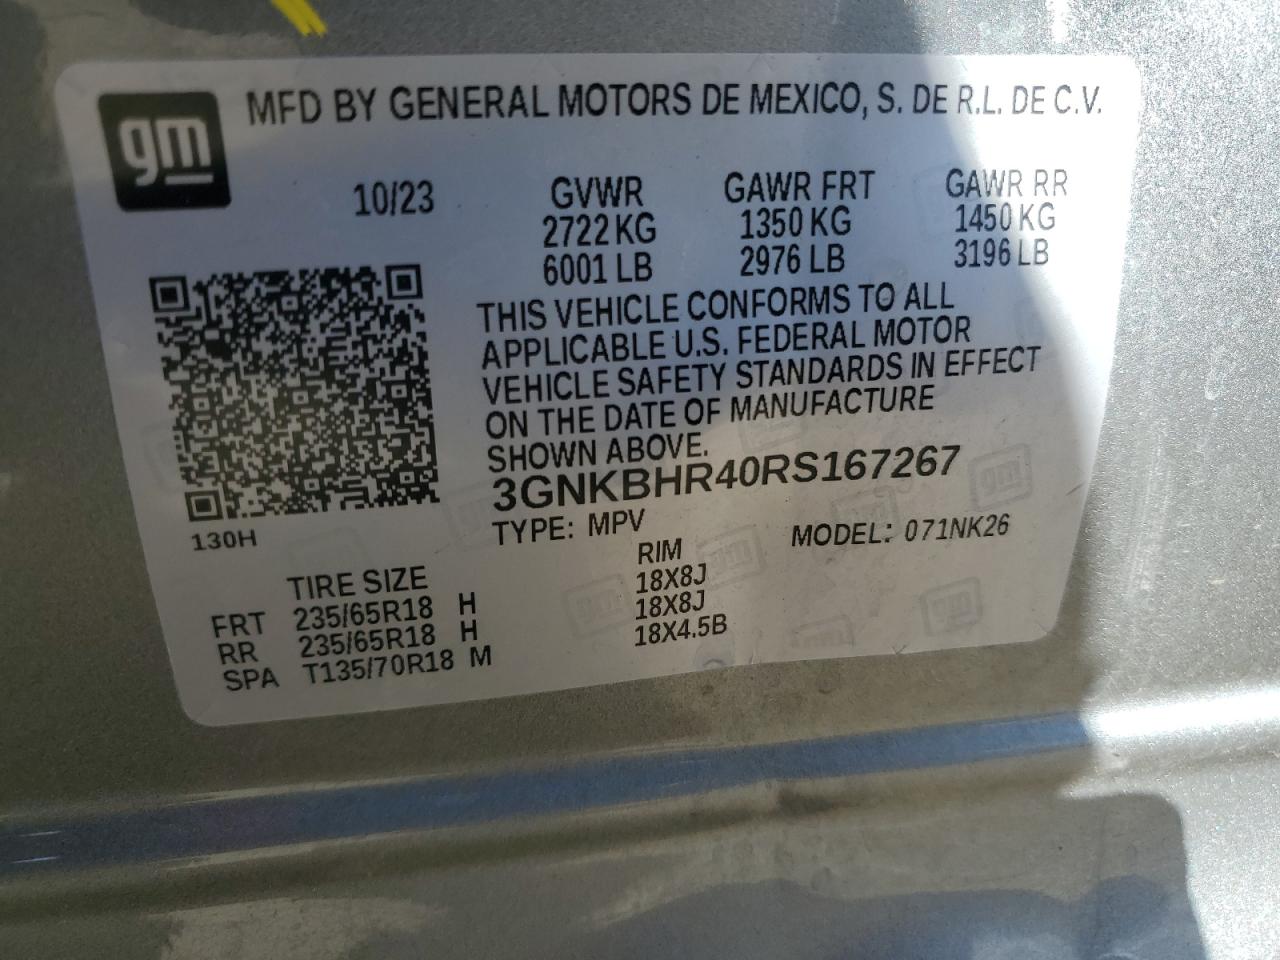 gm
MFD BY GENERAL MOTORS DE MEXICO, S. DE R.L. DE C.V.
10/23 GVWR GAWR FRT GAWR RR
2722 KG 1350 KG 1450 KG
6001 LB 2976 LB 3196 LB
THIS VEHICLE CONFORMS TO ALL
APPLICABLE U.S. FEDERAL MOTOR
VEHICLE SAFETY STANDARDS IN EFFECT
ON THE DATE OF MANUFACTURE
SHOWN ABOVE.
3GNKBHR40RS167267
130H
TYPE: MPV MODEL: 071NK26
TIRE SIZE RIM
FRT 235/65R18 H 18X8J
RR 235/65R18 H 18X8J
SPA T135/70R18 M 18X4.5B